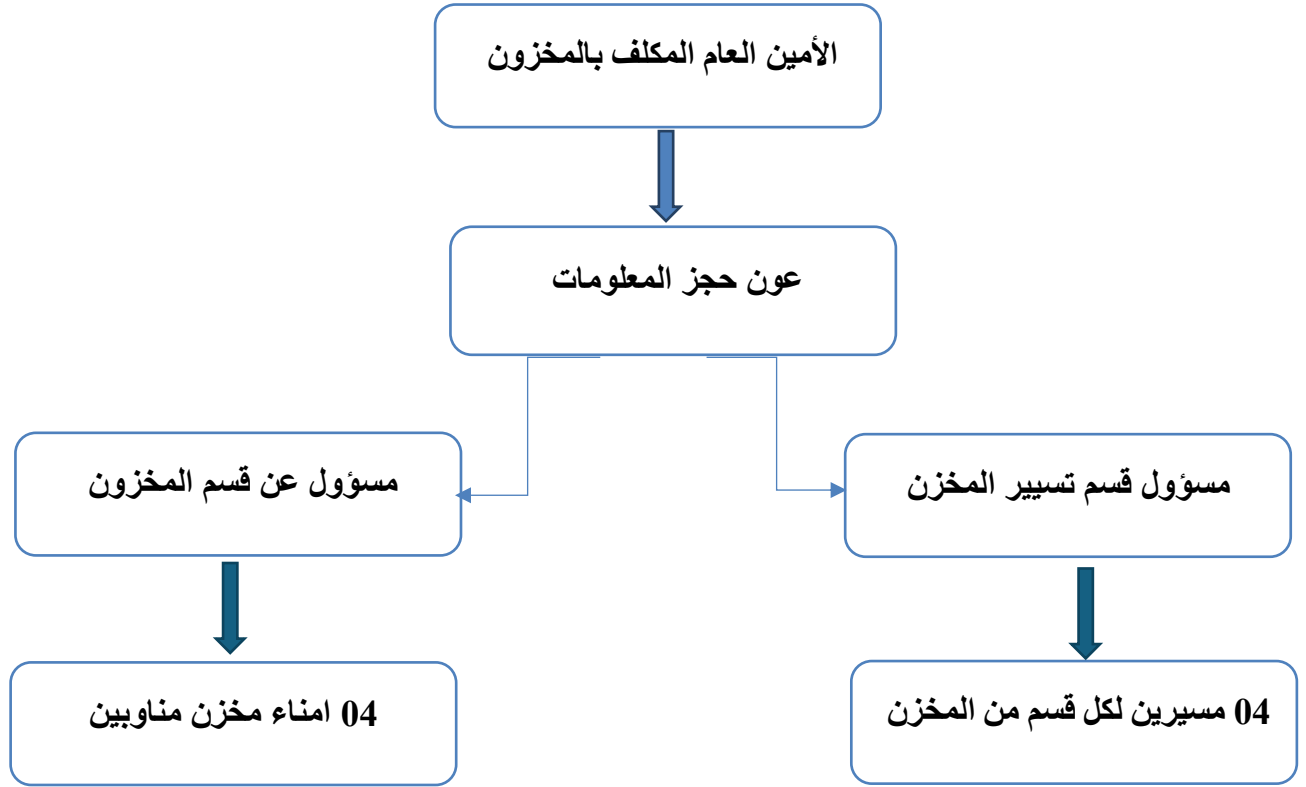 الأمين العام المكلف بالمخزون
عون حجز المعلومات
مسؤول قسم تسيير المخزن
مسؤول عن قسم المخزون
04 مسيرين لكل قسم من المخزن
04 امناء مخزن مناوبين